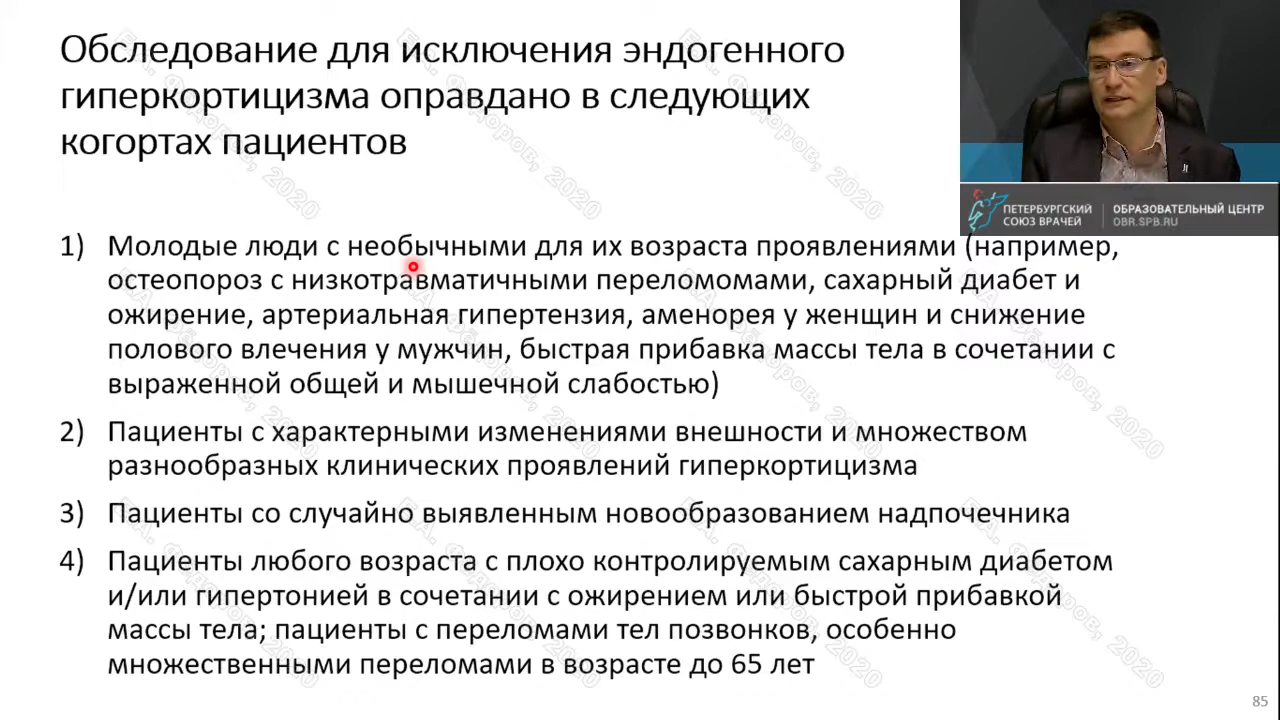 Обследование для исключения эндогенного
гиперкортицизма оправдано в следующих
когортах пациентов
ПЕТЕРБУРГСКИЙ
СОЮЗ ВРАЧЕЙ
ОБРАЗОВАТЕЛЬНЫЙ ЦЕНТР
OBR.SPB.RU
1) Молодые люди с необычными для их возраста проявлениями (например,
остеопороз с низкотравматичными переломомами, сахарный диабет и
ожирение, артериальная гипертензия, аменорея у женщин и снижение
полового влечения у мужчин, быстрая прибавка массы тела в сочетании с
выраженной общей и мышечной слабостью)
2) Пациенты с характерными изменениями внешности и множеством
разнообразных клинических проявлений гиперкортицизма
3) Пациенты со случайно выявленным новообразованием надпочечника
4) Пациенты любого возраста с плохо контролируемым сахарным диабетом
и/или гипертонией в сочетании с ожирением или быстрой прибавкой
массы тела; пациенты с переломами тел позвонков, особенно
множественными переломами в возрасте до 65 лет
85